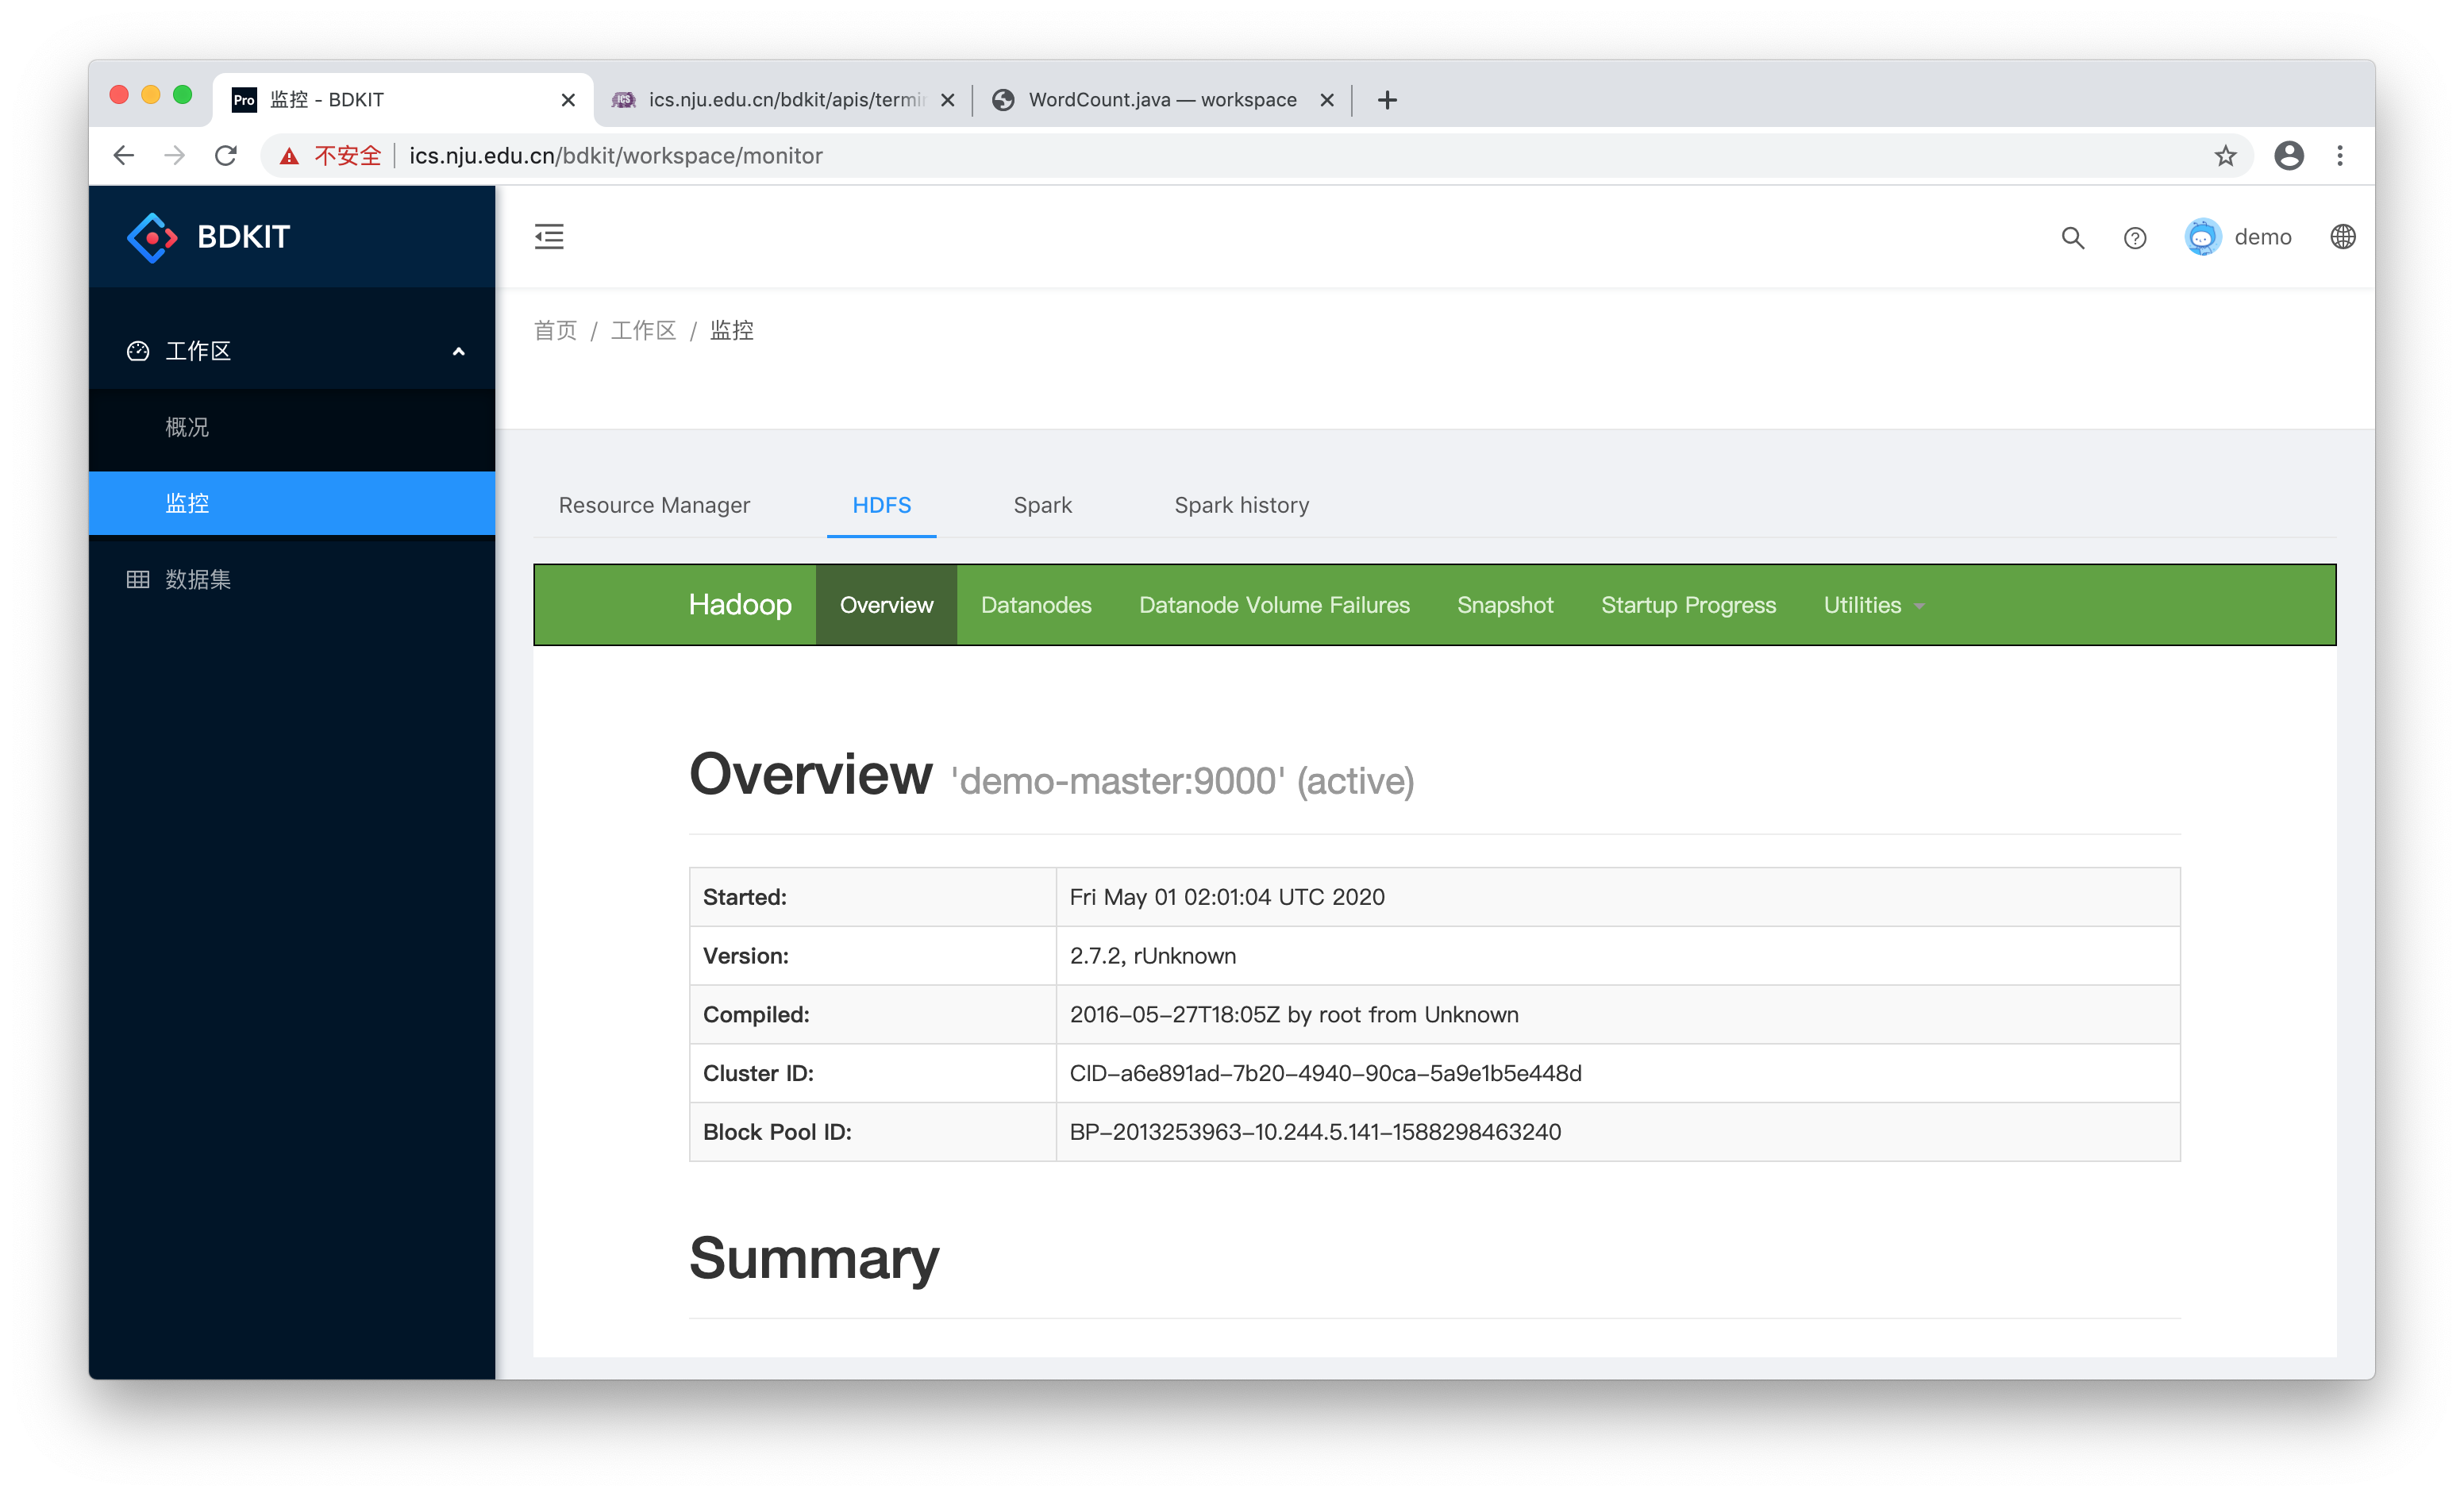 Pro 监控 - BDKIT
ICS ics.nju.edu.cn/bdkit/apis/termi
WordCount.java — workspace
不安全 ics.nju.edu.cn/bdkit/workspace/monitor
BDKIT
demo
工作区
首页 / 工作区 / 监控
概况
监控
数据集
Resource Manager HDFS Spark Spark history
Hadoop Overview Datanodes Datanode Volume Failures Snapshot Startup Progress Utilities
Overview 'demo-master:9000' (active)
Started: Fri May 01 02:01:04 UTC 2020
Version: 2.7.2, rUnknown
Compiled: 2016-05-27T18:05Z by root from Unknown
Cluster ID: CID-a6e891ad-7b20-4940-90ca-5a9e1b5e448d
Block Pool ID: BP-2013253963-10.244.5.141-1588298463240
Summary